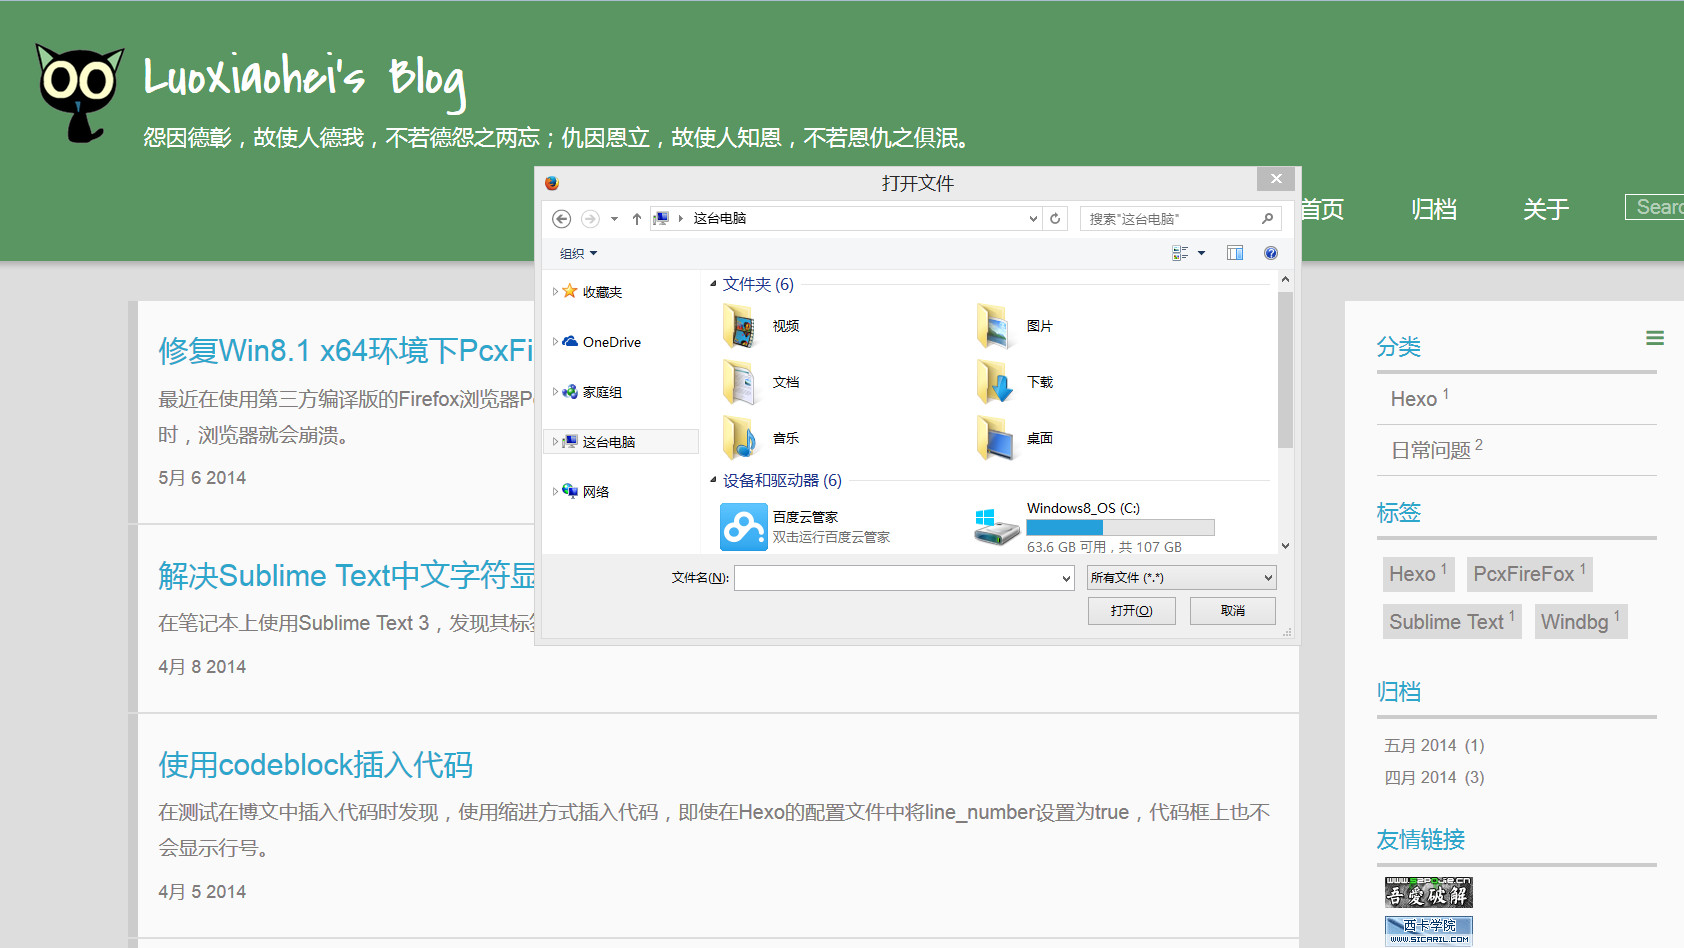 Luoxiaohei's Blog
怨因德彰，故使人德我，不若德怨之两忘；仇因恩立，故使人知恩，不若恩仇之俱泯。
首页 归档 关于 Searc
打开文件
这台电脑
搜索"这台电脑"
组织
收藏夹
OneDrive
家庭组
这台电脑
网络
文件夹 (6)
视频 图片
文档 下载
音乐 桌面
设备和驱动器 (6)
百度云管家
双击运行百度云管家
Windows8_OS (C:)
63.6 GB 可用，共 107 GB
文件名(N): 所有文件 (*.*)
打开(O) 取消
修复Win8.1 x64环境下PcxFi
最近在使用第三方编译版的Firefox浏览器P
时，浏览器就会崩溃。
5月 6 2014
解决Sublime Text中文字符显
在笔记本上使用Sublime Text 3，发现其标
4月 8 2014
使用codeblock插入代码
在测试在博文中插入代码时发现，使用缩进方式插入代码，即使在Hexo的配置文件中将line_number设置为true，代码框上也不
会显示行号。
4月 5 2014
分类
Hexo 1
日常问题 2
标签
Hexo 1 PcxFireFox 1
Sublime Text 1 Windbg 1
归档
五月 2014 (1)
四月 2014 (3)
友情链接
www.52pojie.cn
吾爱破解
西卡学院
www.sicaril.com